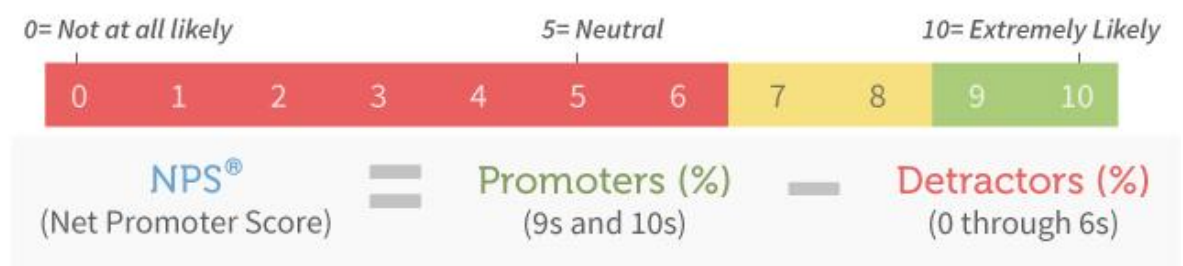 0= Not at all likely 5= Neutral 10= Extremely Likely
0 1 2 3 4 5 6 7 8 9 10
NPS® = Promoters (%) — Detractors (%)
(Net Promoter Score) (9s and 10s) (0 through 6s)